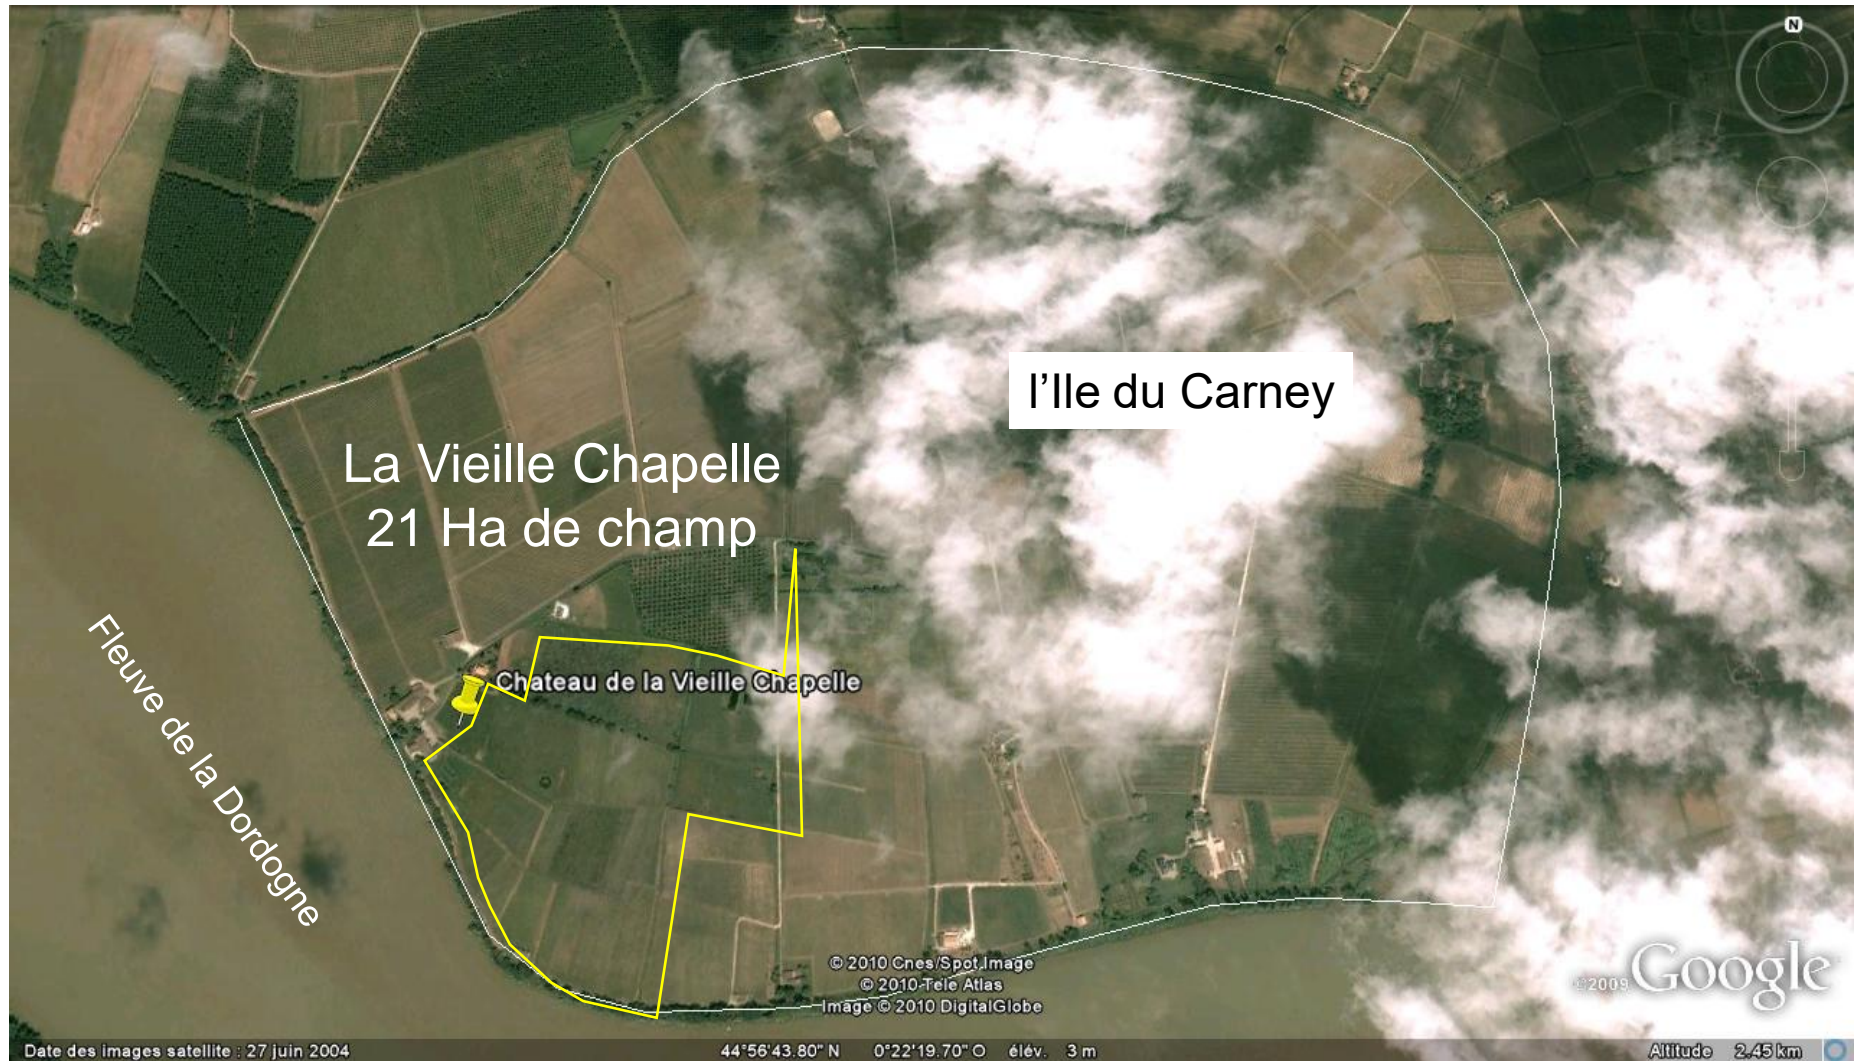 N
l'Ile du Carney
La Vieille Chapelle
21 Ha de champ
Chateau de la Vieille Chapelle
Fleuve de la Dordogne
© 2010 Cnes/Spot Image
© 2010 Tele Atlas
Image © 2010 DigitalGlobe
©2009 Google
Date des images satellite : 27 juin 2004
44°56'43.80" N 0°22'19.70" O élév. 3 m
Altitude 2.45 km